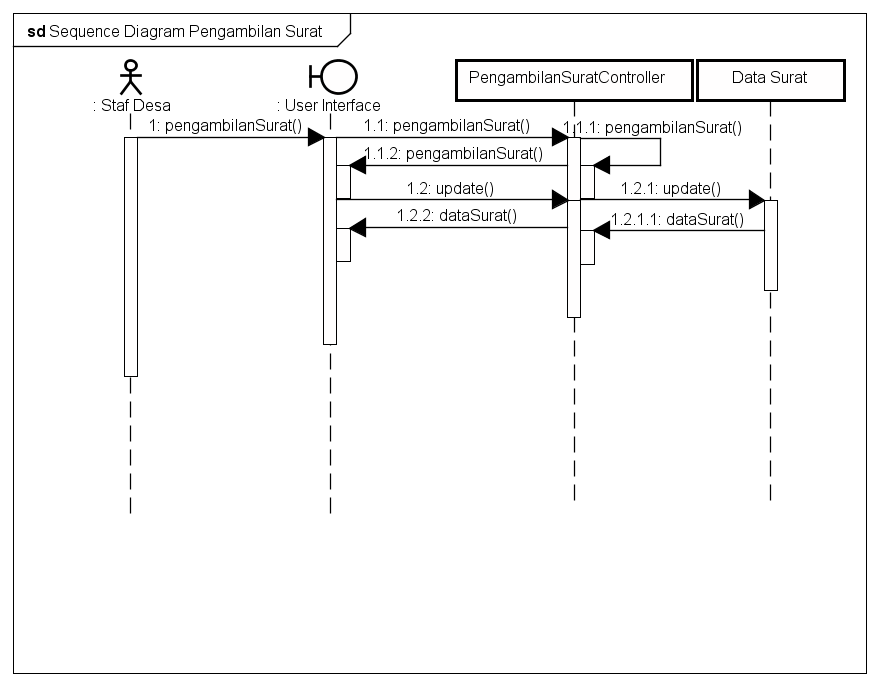 sd Sequence Diagram Pengambilan Surat
: Staf Desa
: User Interface
PengambilanSuratController
Data Surat
1: pengambilanSurat()
1.1: pengambilanSurat()
1.1.1: pengambilanSurat()
1.1.2: pengambilanSurat()
1.2: update()
1.2.1: update()
1.2.2: dataSurat()
1.2.1.1: dataSurat()